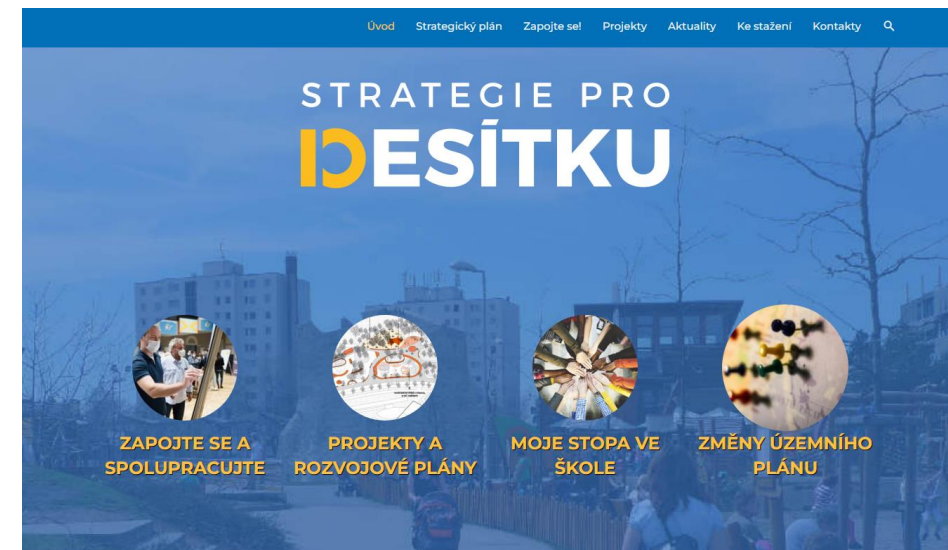 Úvod Strategický plán Zapojte se! Projekty Aktuality Ke stažení Kontakty
STRATEGIE PRO
DESÍTKU
ZAPOJTE SE A
SPOLUPRACUJTE
PROJEKTY A
ROZVOJOVÉ PLÁNY
MOJE STOPA VE
ŠKOLE
ZMĚNY ÚZEMNÍHO
PLÁNU